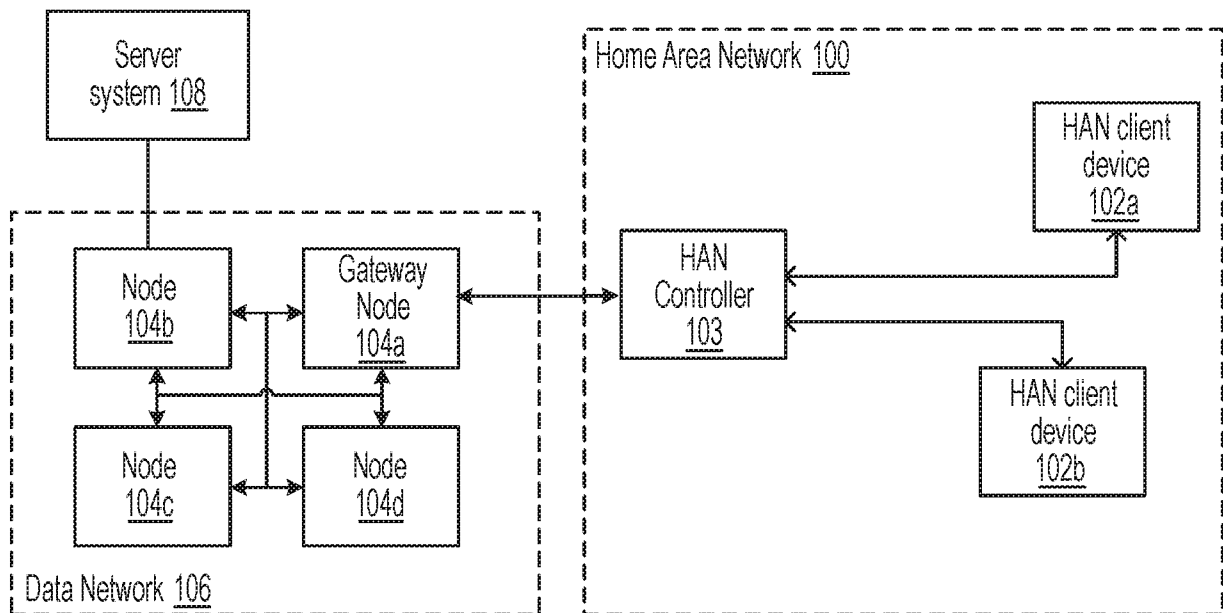 Server
system 108
Home Area Network 100
HAN client
device
102a
Node
104b
Gateway
Node
104a
HAN
Controller
103
HAN client
device
102b
Node
104c
Node
104d
Data Network 106